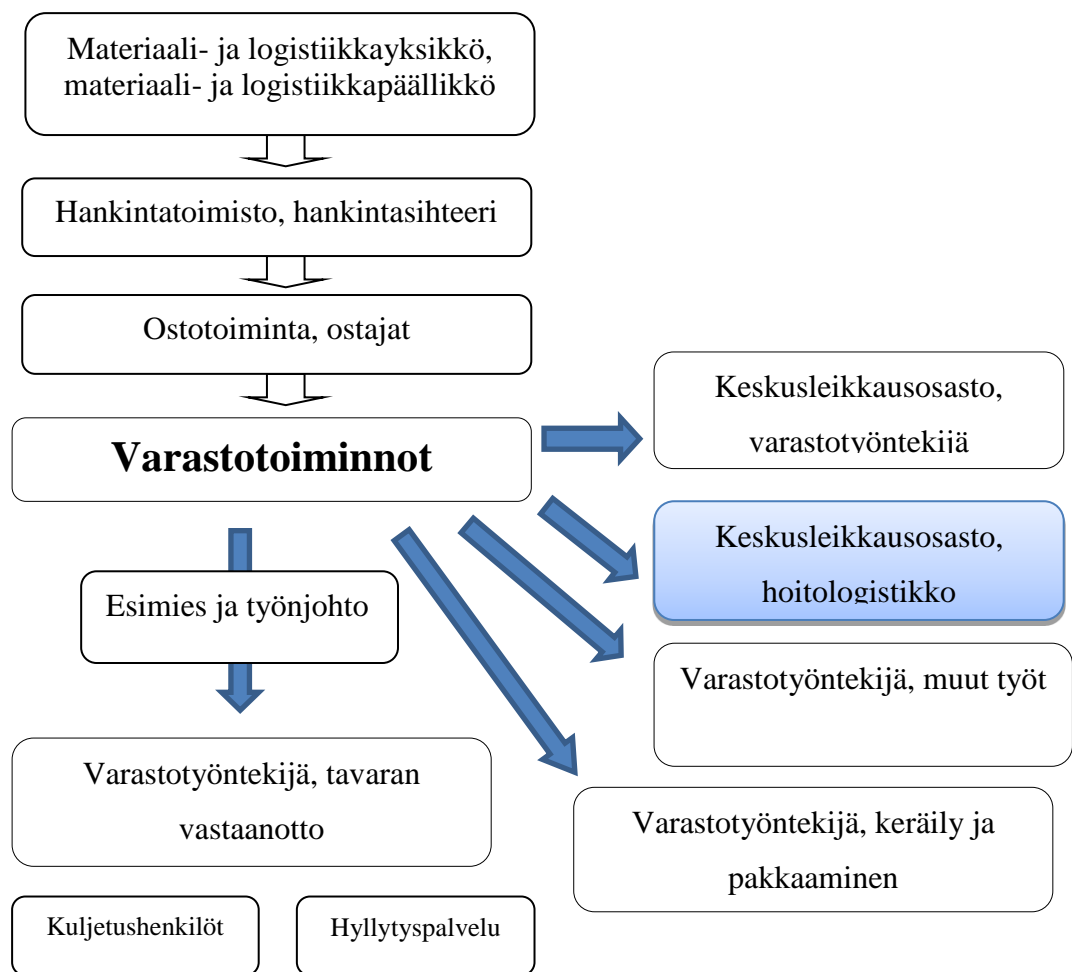 Materiaali- ja logistiikkayksikkö,
materiaali- ja logistiikkapäällikkö
Hankintatoimisto, hankintasihteeri
Ostotoiminta, ostajat
Varastotoiminnot
Keskusleikkausosasto,
varastotyöntekijä
Keskusleikkausosasto,
hoitologistikko
Esimies ja työnjohto
Varastotyöntekijä, muut työt
Varastotyöntekijä, tavaran
vastaanotto
Varastotyöntekijä, keräily ja
pakkaaminen
Kuljetushenkilöt
Hyllytyspalvelu